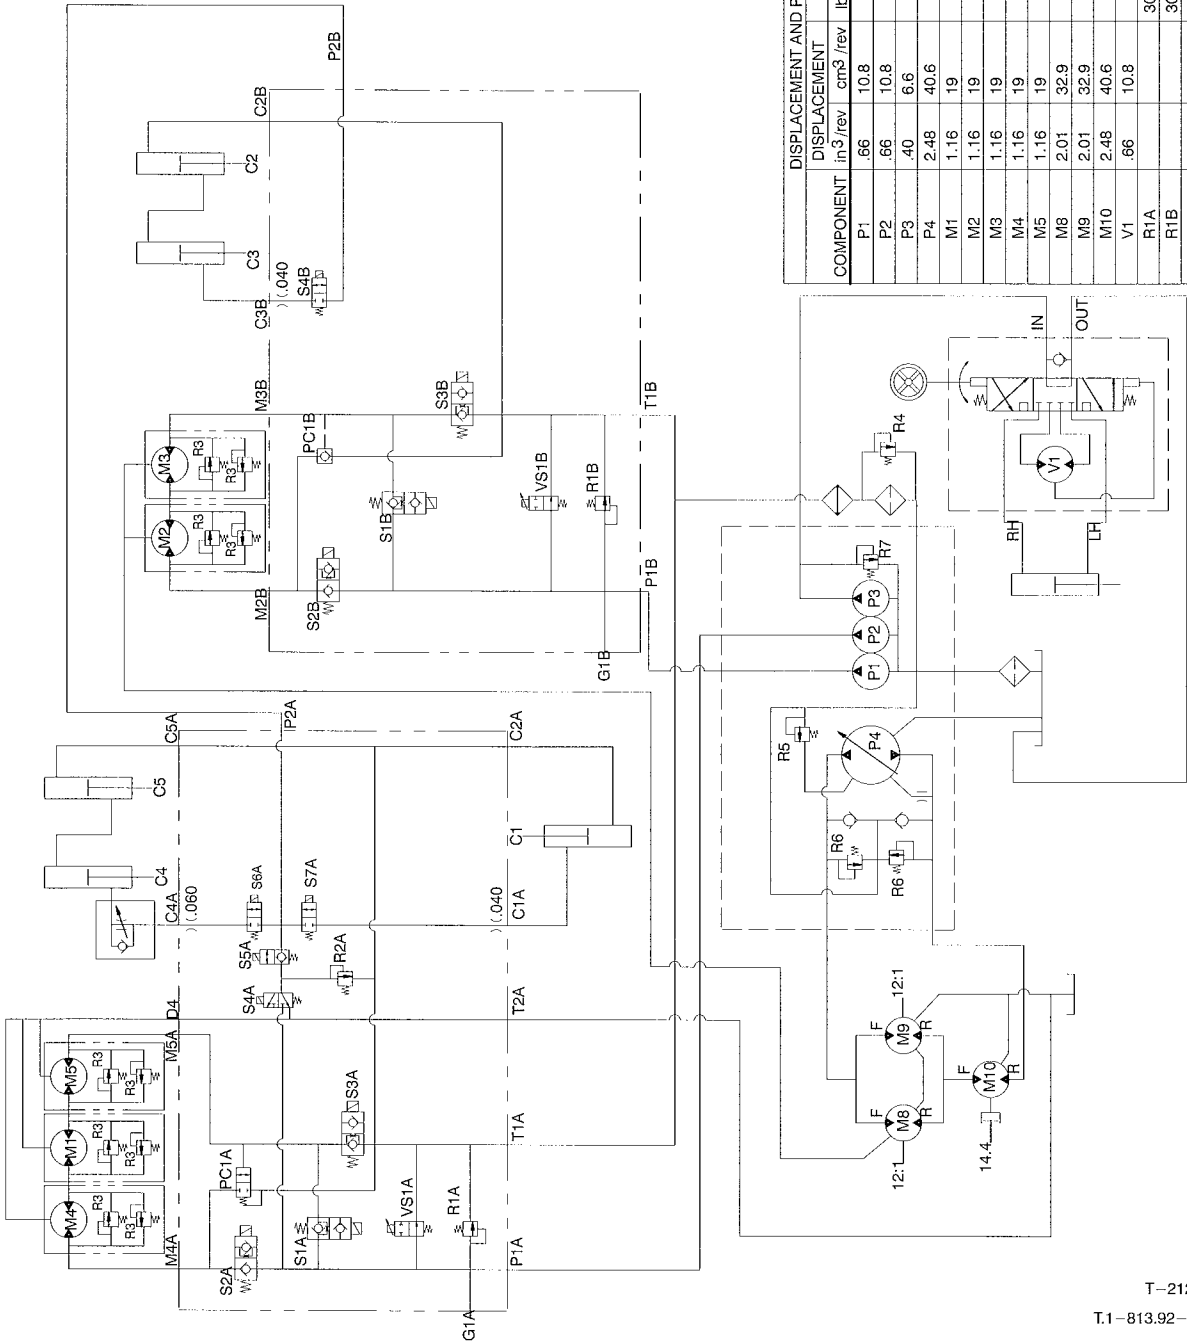 P2B
C2B
C2
C3
C3B
) (.040
S4B
M3B
M3
R3
R3
M2
R3
R3
M2B
PC1B
S3B
S1B
S2B
VS1B
R1B
T1B
P1B
G1B
C5A
P2A
C2A
C5
C4
C4A
) (.060
S6A
S7A
C1
) (.040
C1A
S5A
R2A
S4A
D4
T2A
M5A
M5
R3
R3
M1
R3
R3
M4
R3
R3
M4A
S3A
T1A
PC1A
S2A
S1A
VS1A
R1A
P1A
G1A
IN
OUT
R4
V1
RH
LH
R7
P3
P2
P1
R5
P4
R6
R6
F
M9
R
12:1
F
M8
R
12:1
F
M10
R
14.4
DISPLACEMENT AND
DISPLACEMENT
COMPONENT in3/rev cm3/rev
P1 .66 10.8
P2 .66 10.8
P3 .40 6.6
P4 2.48 40.6
M1 1.16 19
M2 1.16 19
M3 1.16 19
M4 1.16 19
M5 1.16 19
M8 2.01 32.9
M9 2.01 32.9
M10 2.48 40.6
V1 .66 10.8
R1A 30
R1B 30
T-212
T.1-813.92-